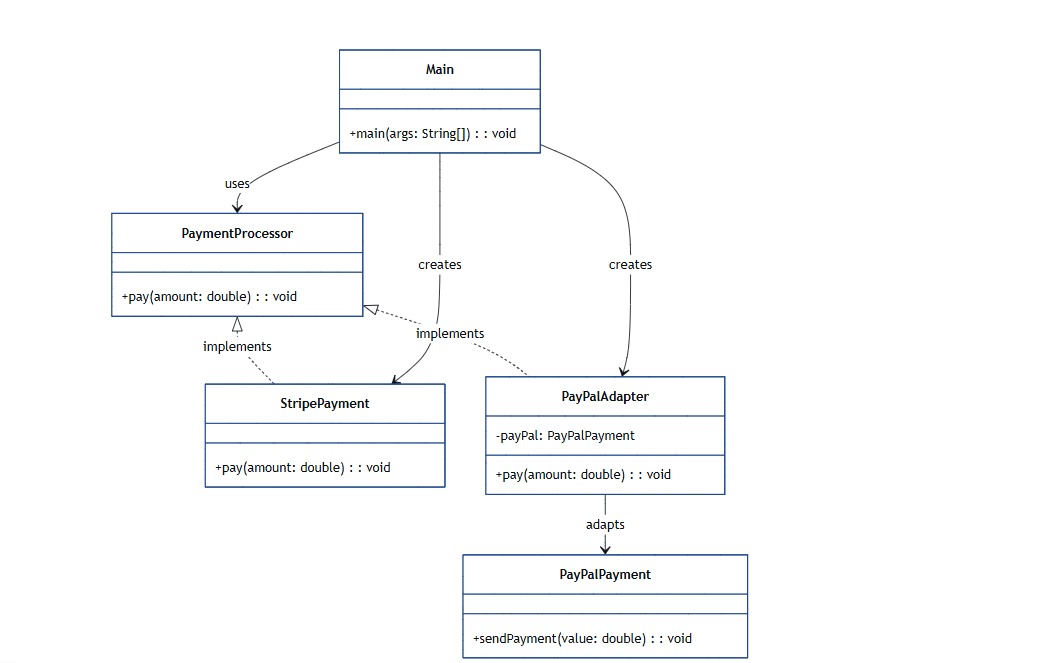 Main
+main(args: String[]) : : void
uses
PaymentProcessor
+pay(amount: double) : : void
creates
creates
implements
implements
StripePayment
+pay(amount: double) : : void
PayPalAdapter
-payPal: PayPalPayment
+pay(amount: double) : : void
adapts
PayPalPayment
+sendPayment(value: double) : : void